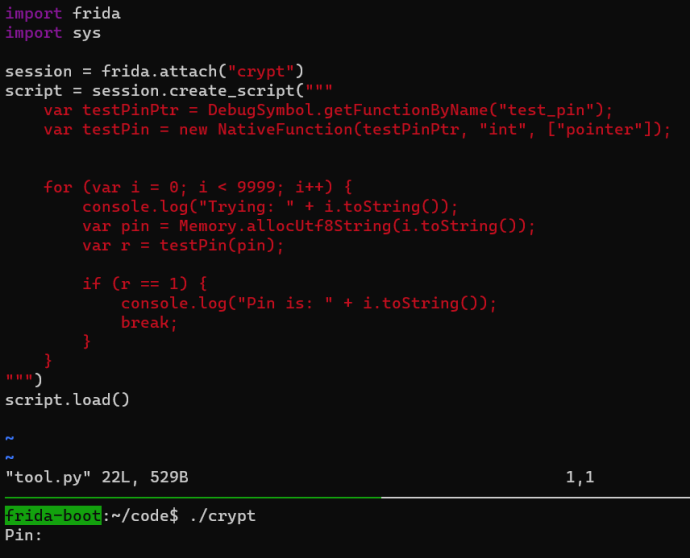 import frida
import sys
session = frida.attach("crypt")
script = session.create_script("""
    var testPinPtr = DebugSymbol.getFunctionByName("test_pin");
    var testPin = new NativeFunction(testPinPtr, "int", ["pointer"]);
    for (var i = 0; i < 9999; i++) {
        console.log("Trying: " + i.toString());
        var pin = Memory.allocUtf8String(i.toString());
        var r = testPin(pin);
        if (r == 1) {
            console.log("Pin is: " + i.toString());
            break;
        }
    }
""")
script.load()
~
~
"tool.py" 22L, 529B 1,1
frida-boot:~/code$ ./crypt
Pin: